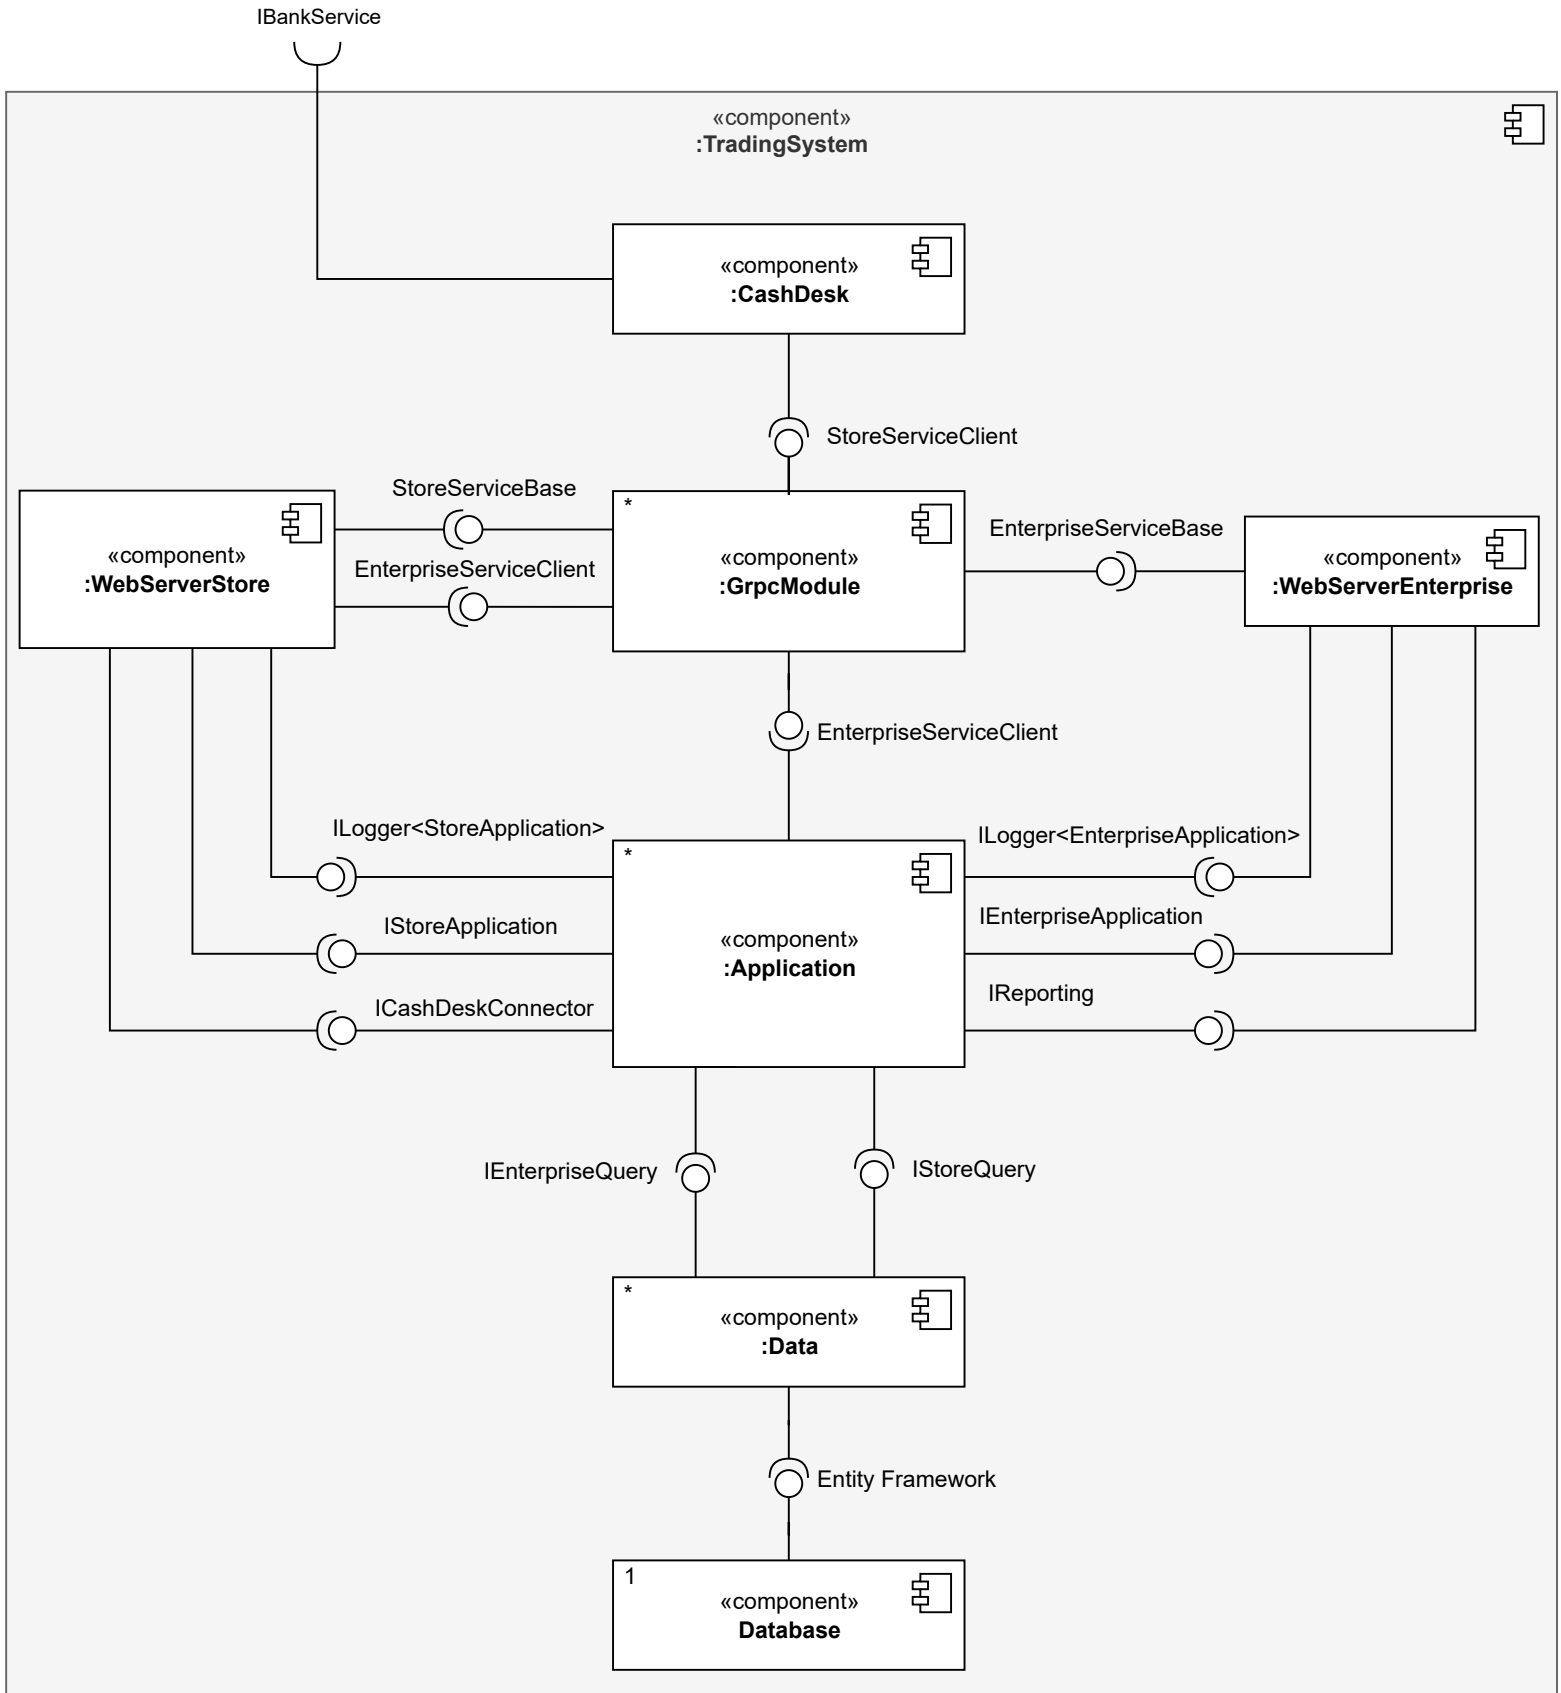 IBankService
«component»
:TradingSystem
«component»
:CashDesk
StoreServiceClient
StoreServiceBase
EnterpriseServiceClient
«component»
:WebServerStore
*
«component»
:GrpcModule
EnterpriseServiceBase
«component»
:WebServerEnterprise
EnterpriseServiceClient
ILogger<StoreApplication>
IStoreApplication
ICashDeskConnector
*
«component»
:Application
ILogger<EnterpriseApplication>
IEnterpriseApplication
IReporting
IEnterpriseQuery
IStoreQuery
*
«component»
:Data
Entity Framework
1
«component»
Database